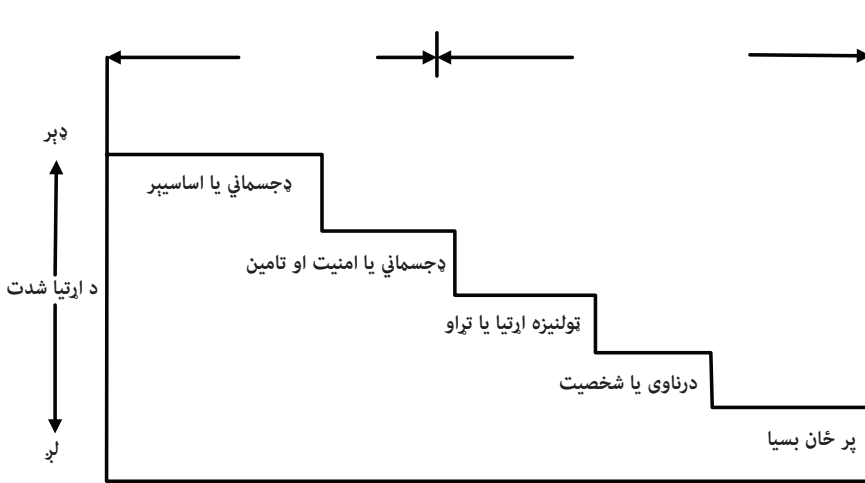 ډېر
ډجسماني یا اساسیېر
ډجسماني یا امنیت او تامین
د اړتیا شدت
ټولنیزه اړتیا یا تړاو
درناوی یا شخصیت
پر ځان بسیا
لږ